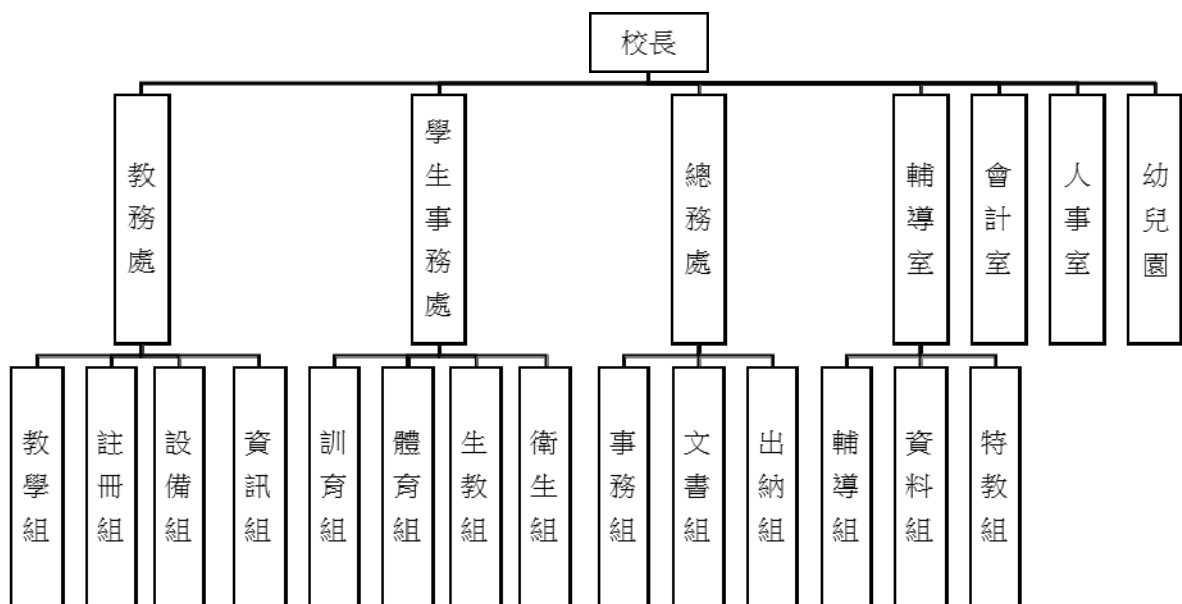 校長
教務處
學生事務處
總務處
輔導室
會計室
人事室
幼兒園
教學組
註冊組
設備組
資訊組
訓育組
體育組
生教組
衛生組
事務組
文書組
出納組
輔導組
資料組
特教組